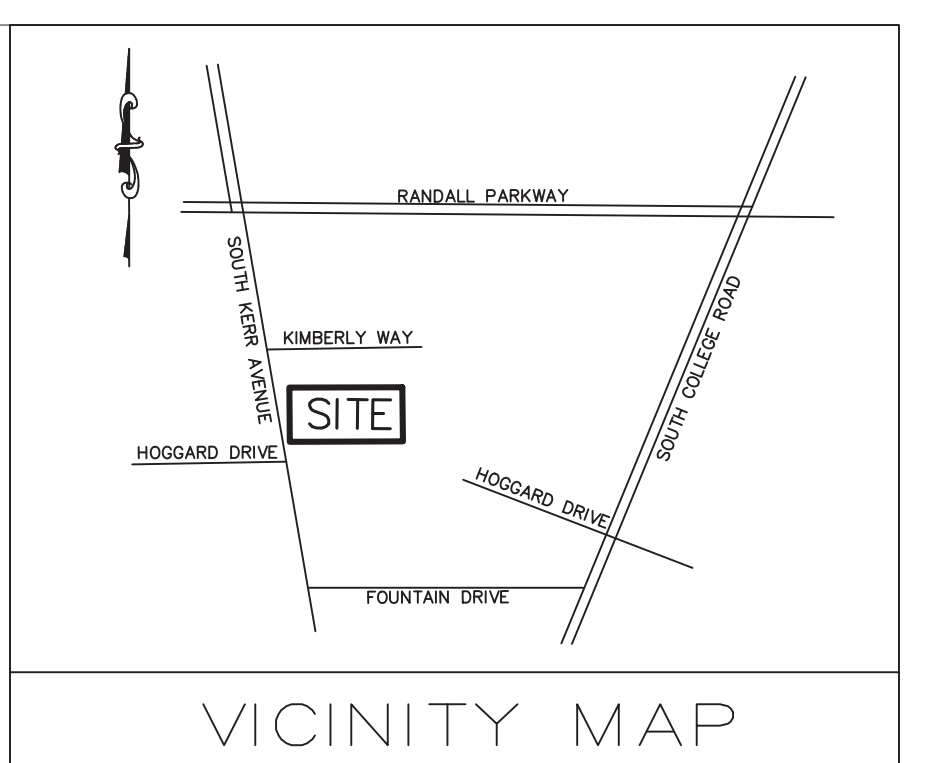 RANDALL PARKWAY
SOUTH KERR AVENUE
SOUTH COLLEGE ROAD
KIMBERLY WAY
SITE
HOGGARD DRIVE
HOGGARD DRIVE
FOUNTAIN DRIVE
VICINITY MAP